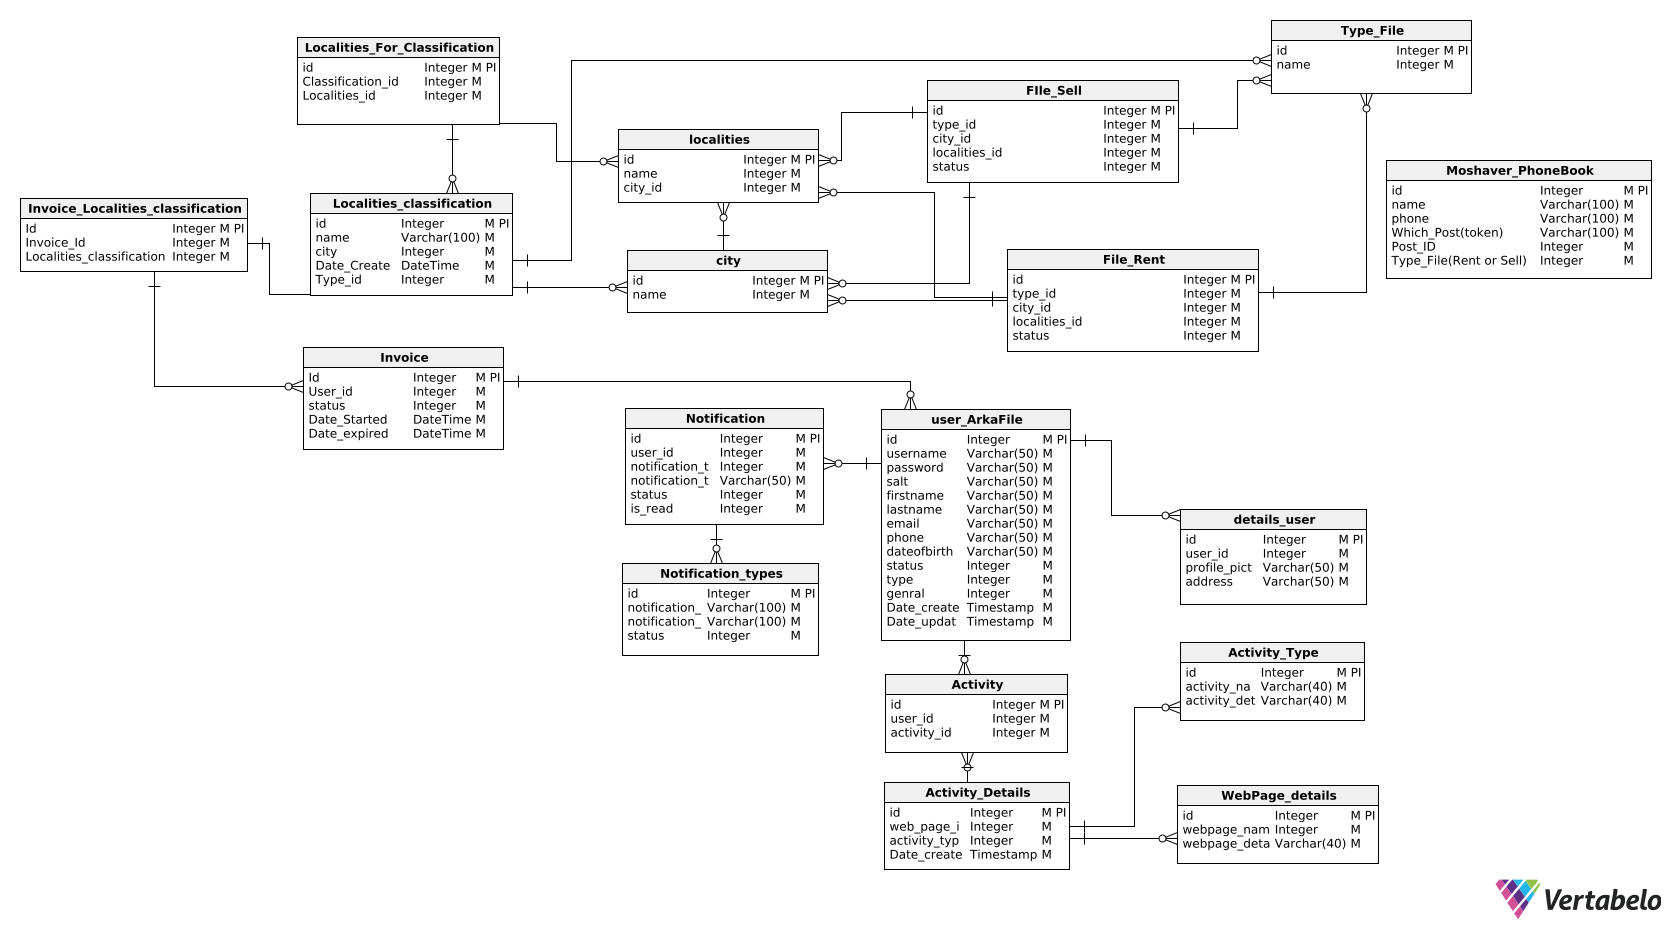 Type_File
id Integer M PI
name Integer M
Localities_For_Classification
id Integer M PI
Classification_id Integer M
Localities_id Integer M
FIle_Sell
id Integer M PI
type_id Integer M
city_id Integer M
localities_id Integer M
status Integer M
localities
id Integer M PI
name Integer M
city_id Integer M
Moshaver_PhoneBook
id Integer M PI
name Varchar(100) M
phone Varchar(100) M
Which_Post(token) Varchar(100) M
Post_ID Integer M
Type_File(Rent or Sell) Integer M
Invoice_Localities_classification
Id Integer M PI
Invoice_Id Integer M
Localities_classification Integer M
Localities_classification
id Integer M PI
name Varchar(100) M
city Integer M
Date_Create DateTime M
Type_id Integer M
city
id Integer M PI
name Integer M
File_Rent
id Integer M PI
type_id Integer M
city_id Integer M
localities_id Integer M
status Integer M
Invoice
Id Integer M PI
User_id Integer M
status Integer M
Date_Started DateTime M
Date_expired DateTime M
Notification
id Integer M PI
user_id Integer M
notification_t Integer M
notification_t Varchar(50) M
status Integer M
is_read Integer M
user_ArkaFile
id Integer M PI
username Varchar(50) M
password Varchar(50) M
salt Varchar(50) M
firstname Varchar(50) M
lastname Varchar(50) M
email Varchar(50) M
phone Varchar(50) M
dateofbirth Varchar(50) M
status Integer M
type Integer M
genral Integer M
Date_create Timestamp M
Date_updat Timestamp M
details_user
id Integer M PI
user_id Integer M
profile_pict Varchar(50) M
address Varchar(50) M
Notification_types
id Integer M PI
notification_ Varchar(100) M
notification_ Varchar(100) M
status Integer M
Activity_Type
id Integer M PI
activity_na Varchar(40) M
activity_det Varchar(40) M
Activity
id Integer M PI
user_id Integer M
activity_id Integer M
Activity_Details
id Integer M PI
web_page_i Integer M
activity_typ Integer M
Date_create Timestamp M
WebPage_details
id Integer M PI
webpage_nam Integer M
webpage_deta Varchar(40) M
Vertabelo